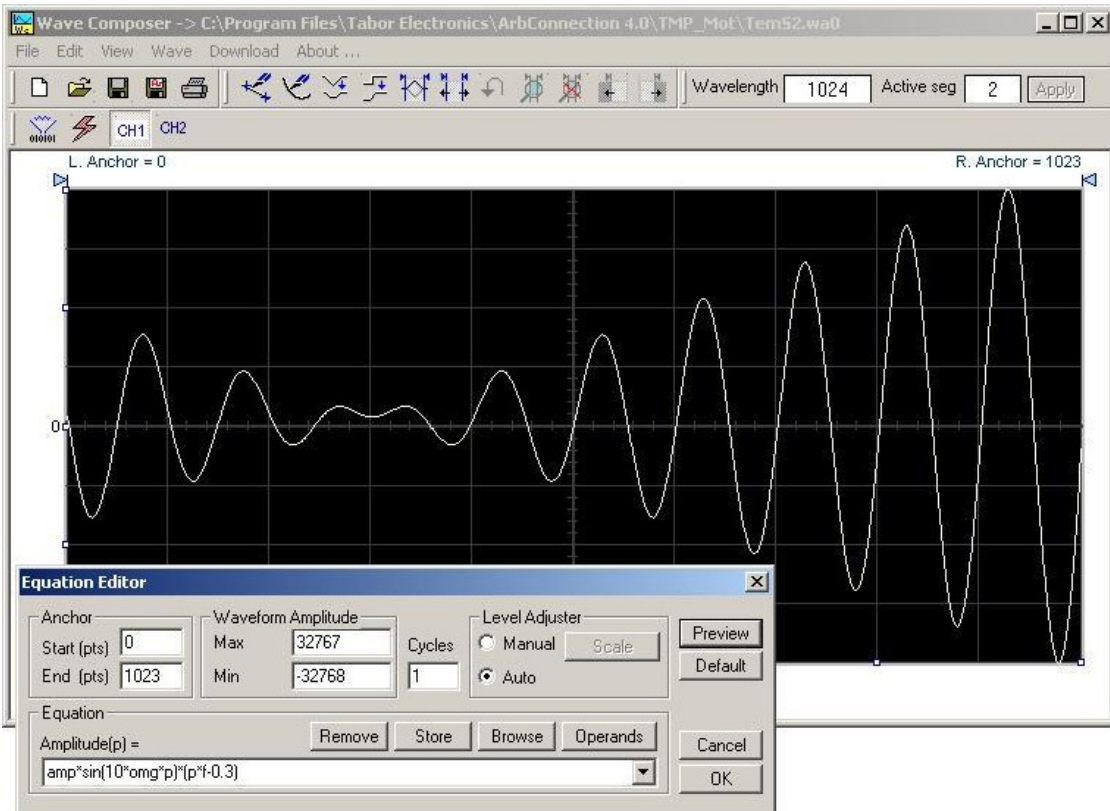 Wave Composer -> C:\Program Files\Tabor Electronics\ArbConnection 4.0\TMP_Mot\Tem52.wa0
File Edit View Wave Download About ...
Wavelength 1024 Active seg 2 Apply
010101 CH1 CH2
L. Anchor = 0 R. Anchor = 1023
0
Equation Editor
Anchor Waveform Amplitude Level Adjuster
Start (pts) 0 Max 32767 Cycles Manual Scale Preview
End (pts) 1023 Min -32768 1 Auto Default
Equation
Amplitude(p) = Remove Store Browse Operands Cancel
amp*sin(10*omg*p)*(p*f-0.3) OK